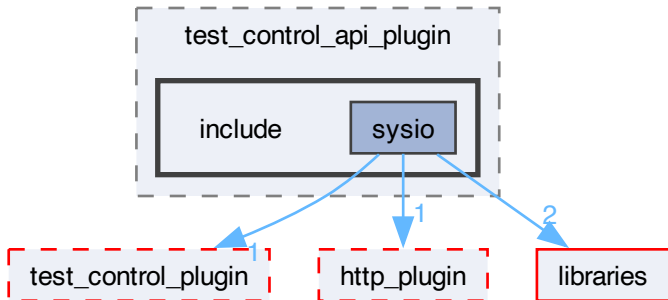 test_control_api_plugin
include
sysio
1
1
2
test_control_plugin
http_plugin
libraries